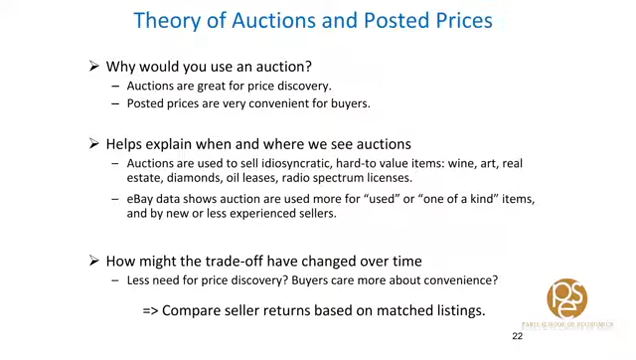 Theory of Auctions and Posted Prices
➢ Why would you use an auction?
– Auctions are great for price discovery.
– Posted prices are very convenient for buyers.
➢ Helps explain when and where we see auctions
– Auctions are used to sell idiosyncratic, hard-to value items: wine, art, real
estate, diamonds, oil leases, radio spectrum licenses.
– eBay data shows auction are used more for “used” or “one of a kind” items,
and by new or less experienced sellers.
➢ How might the trade-off have changed over time
– Less need for price discovery? Buyers care more about convenience?
=> Compare seller returns based on matched listings.
pse
PARIS SCHOOL OF ECONOMICS
22